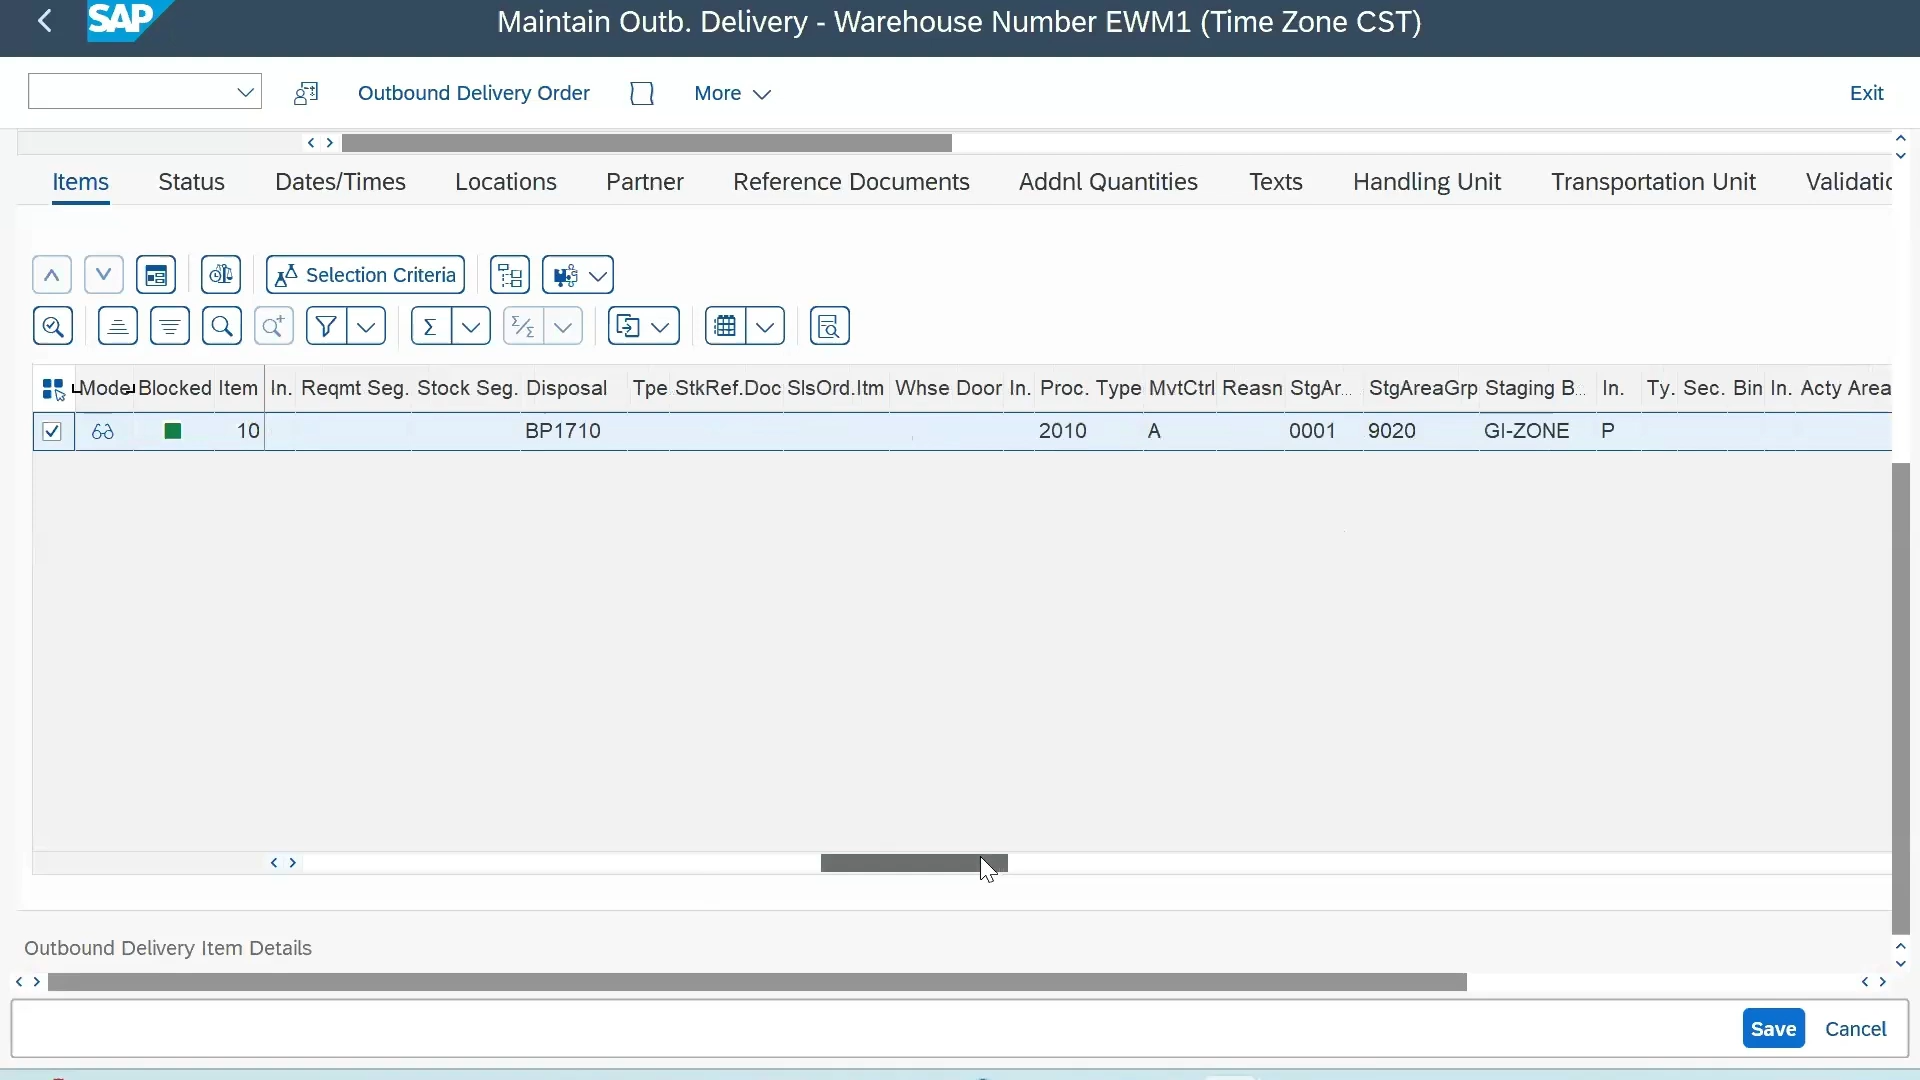 SAP
Maintain Outb. Delivery - Warehouse Number EWM1 (Time Zone CST)
Outbound Delivery Order
More
Exit
Items Status Dates/Times Locations Partner Reference Documents Addnl Quantities Texts Handling Unit Transportation Unit Validatic
Selection Criteria
Mode Blocked Item In. Reqmt Seg. Stock Seg. Disposal Tpe StkRef.Doc SlsOrd.Itm Whse Door In. Proc. Type MvtCtrl Reasn StgAr... StgAreaGrp Staging B... In. Ty. Sec. Bin In. Acty Area
10 BP1710 2010 A 0001 9020 GI-ZONE P
Outbound Delivery Item Details
Save Cancel